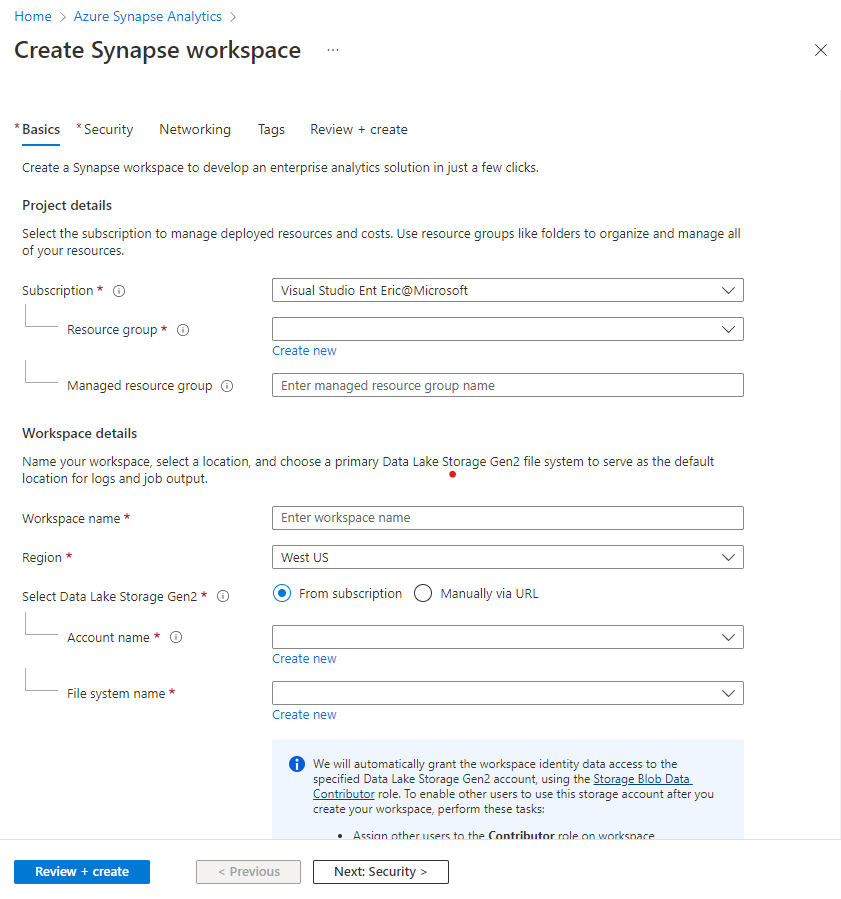 Home > Azure Synapse Analytics >
Create Synapse workspace ...
* Basics * Security Networking Tags Review + create
Create a Synapse workspace to develop an enterprise analytics solution in just a few clicks.
Project details
Select the subscription to manage deployed resources and costs. Use resource groups like folders to organize and manage all
of your resources.
Subscription * Visual Studio Ent Eric@Microsoft
Resource group *
Create new
Managed resource group Enter managed resource group name
Workspace details
Name your workspace, select a location, and choose a primary Data Lake Storage Gen2 file system to serve as the default
location for logs and job output.
Workspace name * Enter workspace name
Region * West US
Select Data Lake Storage Gen2 * From subscription Manually via URL
Account name *
Create new
File system name *
Create new
We will automatically grant the workspace identity data access to the
specified Data Lake Storage Gen2 account, using the Storage Blob Data
Contributor role. To enable other users to use this storage account after you
create your workspace, perform these tasks:
• Assign other users to the Contributor role on workspace
Review + create < Previous Next: Security >